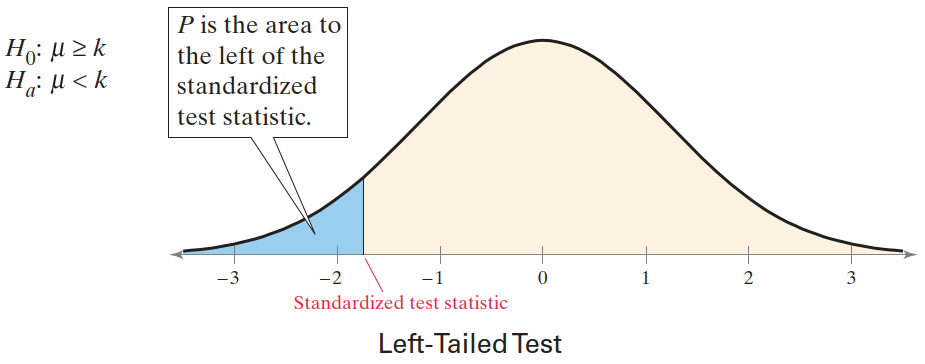 H₀: μ ≥ k
Hₐ: μ < k
P is the area to
the left of the
standardized
test statistic.
−3 −2 −1 0 1 2 3
Standardized test statistic
Left-Tailed Test